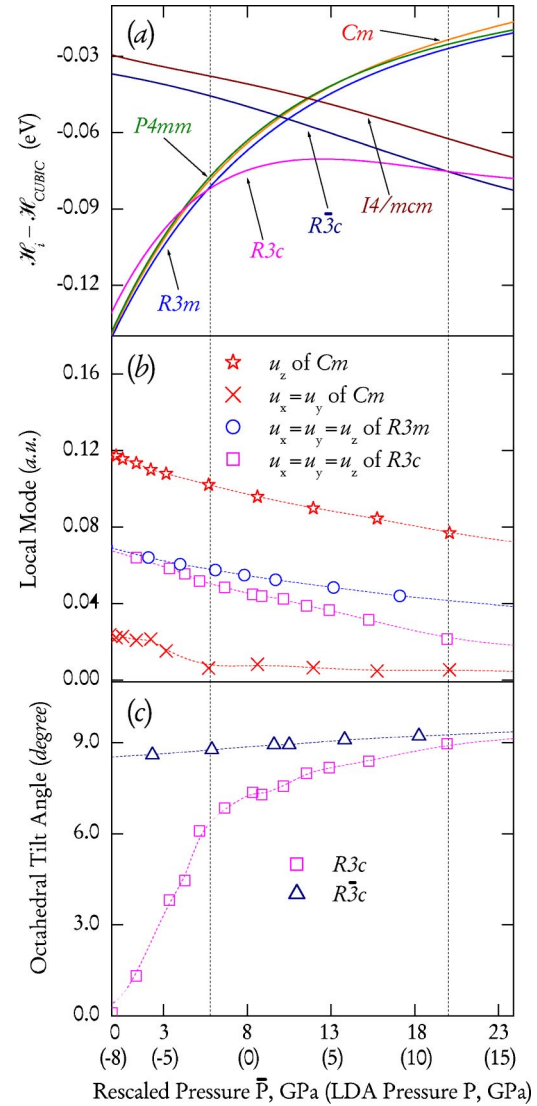 (a)
Cm
-0.03
-0.06
-0.09
-0.12
ℋi − ℋCUBIC (eV)
P4mm
R3m
R3c
R3̄c
I4/mcm
(b)
0.16
0.12
0.08
0.04
0.00
Local Mode (a.u.)
uz of Cm
ux = uy of Cm
ux = uy = uz of R3m
ux = uy = uz of R3c
(c)
9.0
6.0
3.0
0.0
Octahedral Tilt Angle (degree)
R3c
R3̄c
0 3 8 13 18 23
(-8) (-5) (0) (5) (10) (15)
Rescaled Pressure P̄, GPa (LDA Pressure P, GPa)